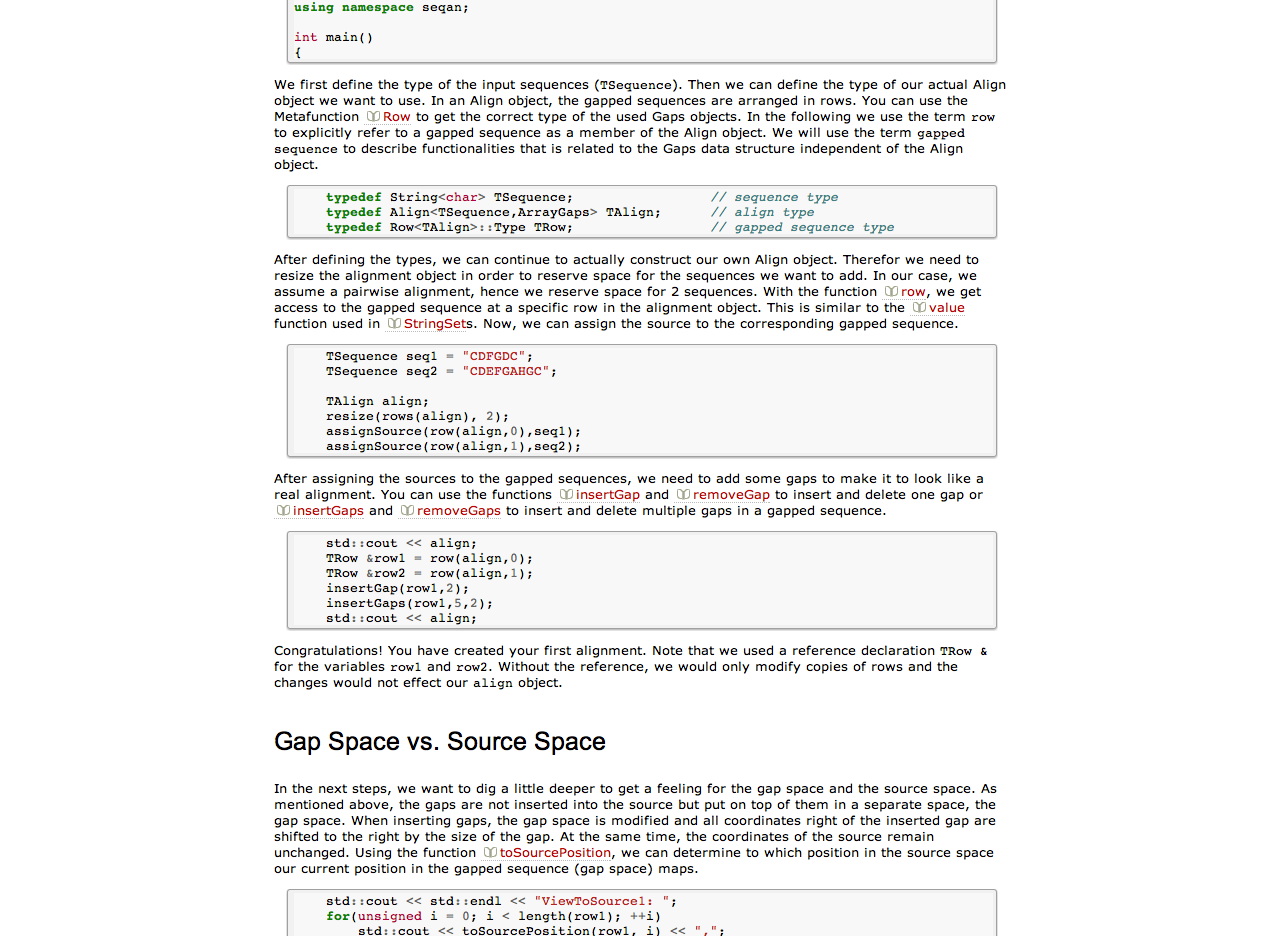 using namespace seqan;
int main()
{
We first define the type of the input sequences (TSequence). Then we can define the type of our actual Align
object we want to use. In an Align object, the gapped sequences are arranged in rows. You can use the
Metafunction Row to get the correct type of the used Gaps objects. In the following we use the term row
to explicitly refer to a gapped sequence as a member of the Align object. We will use the term gapped
sequence to describe functionalities that is related to the Gaps data structure independent of the Align
object.
typedef String<char> TSequence; // sequence type
typedef Align<TSequence,ArrayGaps> TAlign; // align type
typedef Row<TAlign>::Type TRow; // gapped sequence type
After defining the types, we can continue to actually construct our own Align object. Therefor we need to
resize the alignment object in order to reserve space for the sequences we want to add. In our case, we
assume a pairwise alignment, hence we reserve space for 2 sequences. With the function row, we get
access to the gapped sequence at a specific row in the alignment object. This is similar to the value
function used in StringSets. Now, we can assign the source to the corresponding gapped sequence.
TSequence seq1 = "CDFGDC";
TSequence seq2 = "CDEFGAHGC";
TAlign align;
resize(rows(align), 2);
assignSource(row(align,0),seq1);
assignSource(row(align,1),seq2);
After assigning the sources to the gapped sequences, we need to add some gaps to make it to look like a
real alignment. You can use the functions insertGap and removeGap to insert and delete one gap or
insertGaps and removeGaps to insert and delete multiple gaps in a gapped sequence.
std::cout << align;
TRow &row1 = row(align,0);
TRow &row2 = row(align,1);
insertGap(row1,2);
insertGaps(row1,5,2);
std::cout << align;
Congratulations! You have created your first alignment. Note that we used a reference declaration TRow &
for the variables row1 and row2. Without the reference, we would only modify copies of rows and the
changes would not effect our align object.
Gap Space vs. Source Space
In the next steps, we want to dig a little deeper to get a feeling for the gap space and the source space. As
mentioned above, the gaps are not inserted into the source but put on top of them in a separate space, the
gap space. When inserting gaps, the gap space is modified and all coordinates right of the inserted gap are
shifted to the right by the size of the gap. At the same time, the coordinates of the source remain
unchanged. Using the function toSourcePosition, we can determine to which position in the source space
our current position in the gapped sequence (gap space) maps.
std::cout << std::endl << "ViewToSource1: ";
for(unsigned i = 0; i < length(row1); ++i)
std::cout << toSourcePosition(row1, i) << ",";